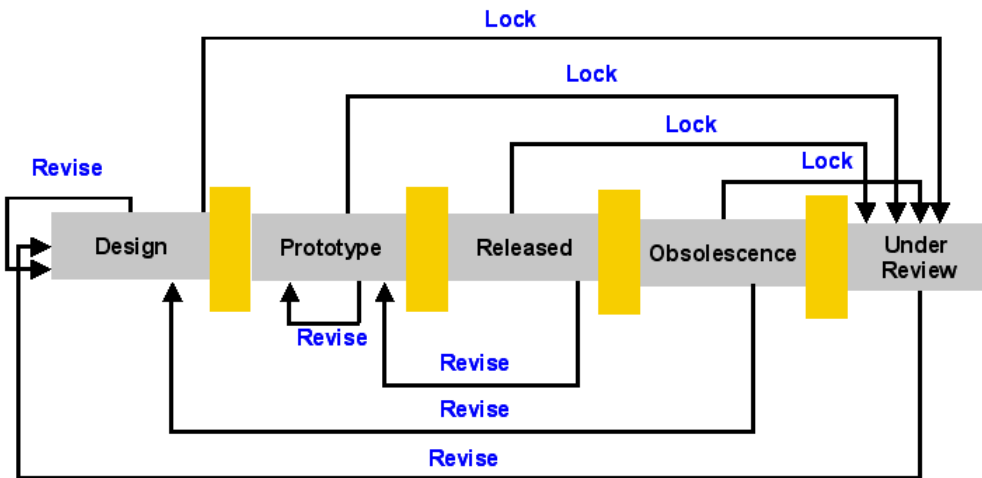 Lock
Lock
Lock
Lock
Revise
Design
Prototype
Released
Obsolescence
Under
Review
Revise
Revise
Revise
Revise